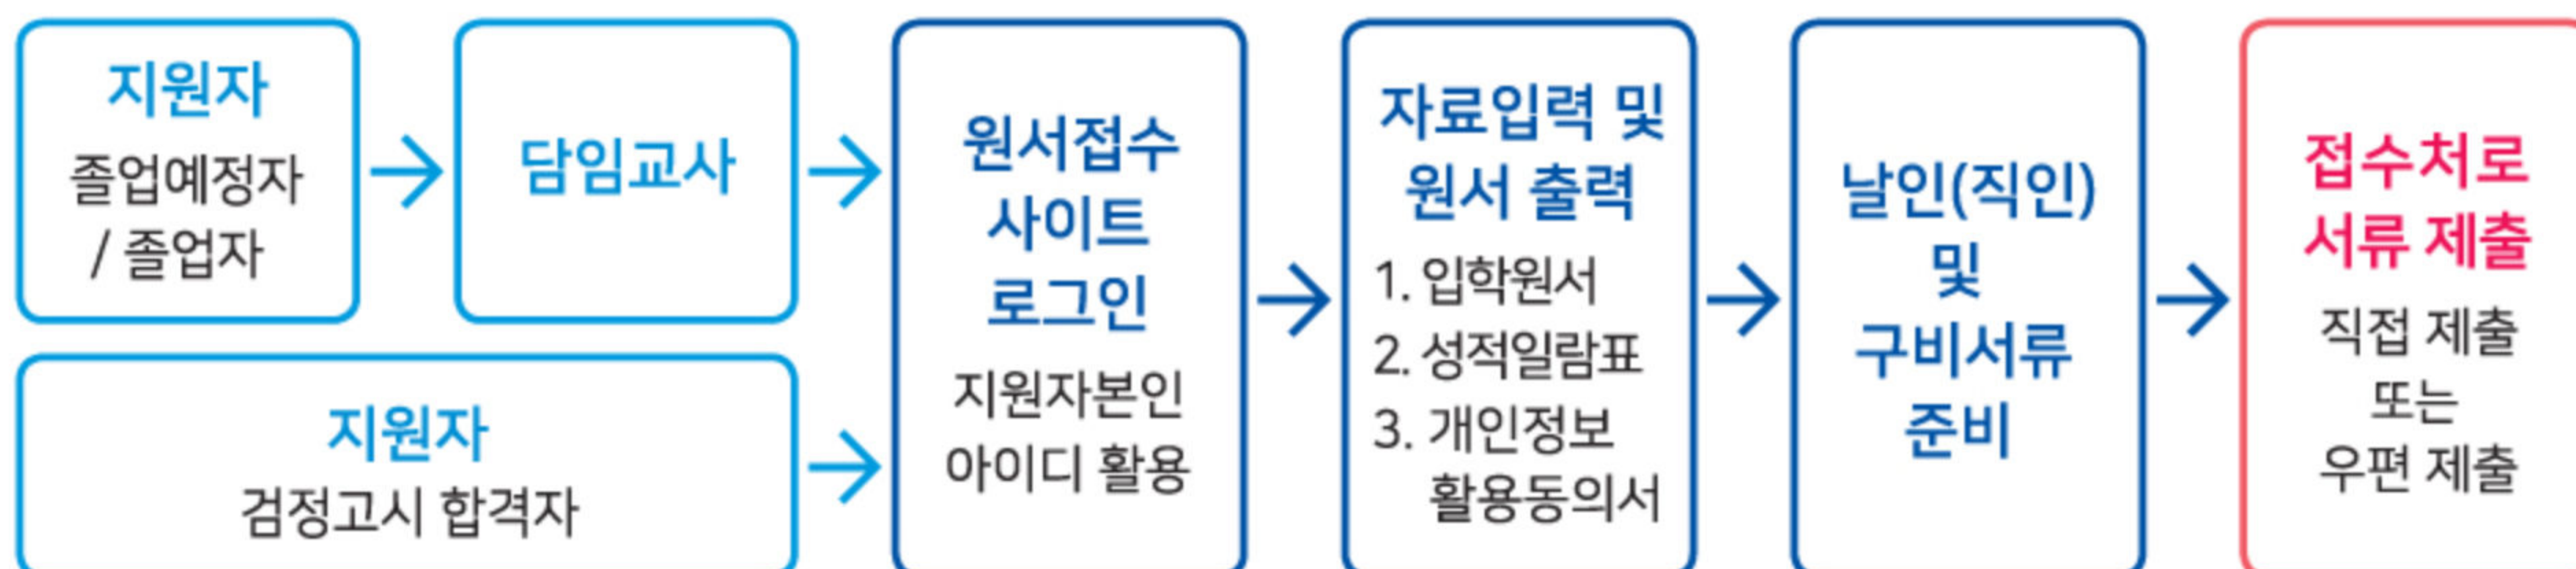 지원자
졸업예정자
/ 졸업자
담임교사
지원자
검정고시 합격자
원서접수
사이트
로그인
지원자본인
아이디 활용
자료입력 및
원서 출력
1. 입학원서
2. 성적일람표
3. 개인정보
활용동의서
날인(직인)
및
구비서류
준비
접수처로
서류 제출
직접 제출
또는
우편 제출